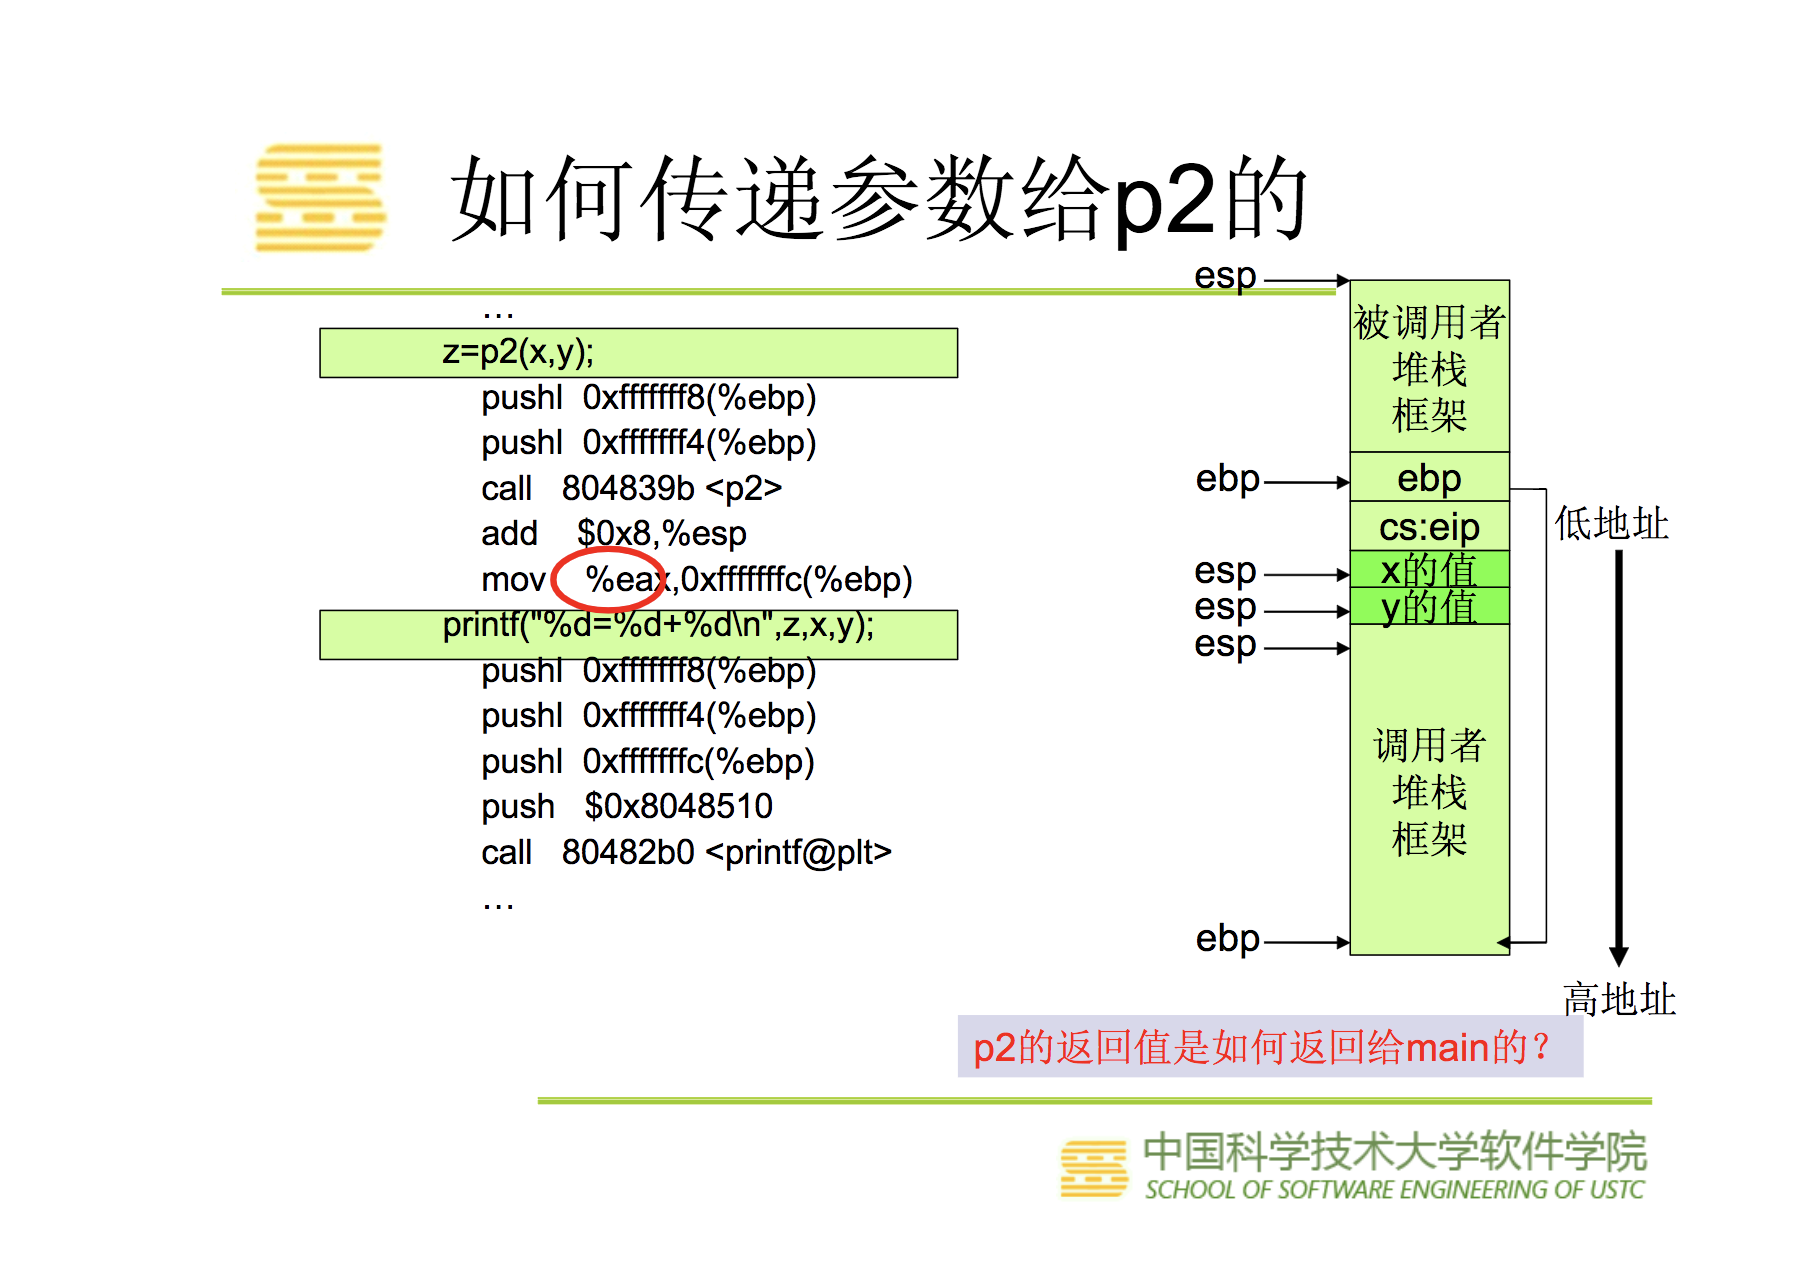 如何传递参数给p2的
…
z=p2(x,y);
pushl 0xfffffff8(%ebp)
pushl 0xfffffff4(%ebp)
call 804839b <p2>
add $0x8,%esp
mov %eax,0xfffffffc(%ebp)
printf("%d=%d+%d\n",z,x,y);
pushl 0xfffffff8(%ebp)
pushl 0xfffffff4(%ebp)
pushl 0xfffffffc(%ebp)
push $0x8048510
call 80482b0 <printf@plt>
…
esp
被调用者
堆栈
框架
ebp
ebp
cs:eip
esp
x的值
esp
y的值
esp
调用者
堆栈
框架
ebp
低地址
高地址
p2的返回值是如何返回给main的?
中国科学技术大学软件学院
SCHOOL OF SOFTWARE ENGINEERING OF USTC